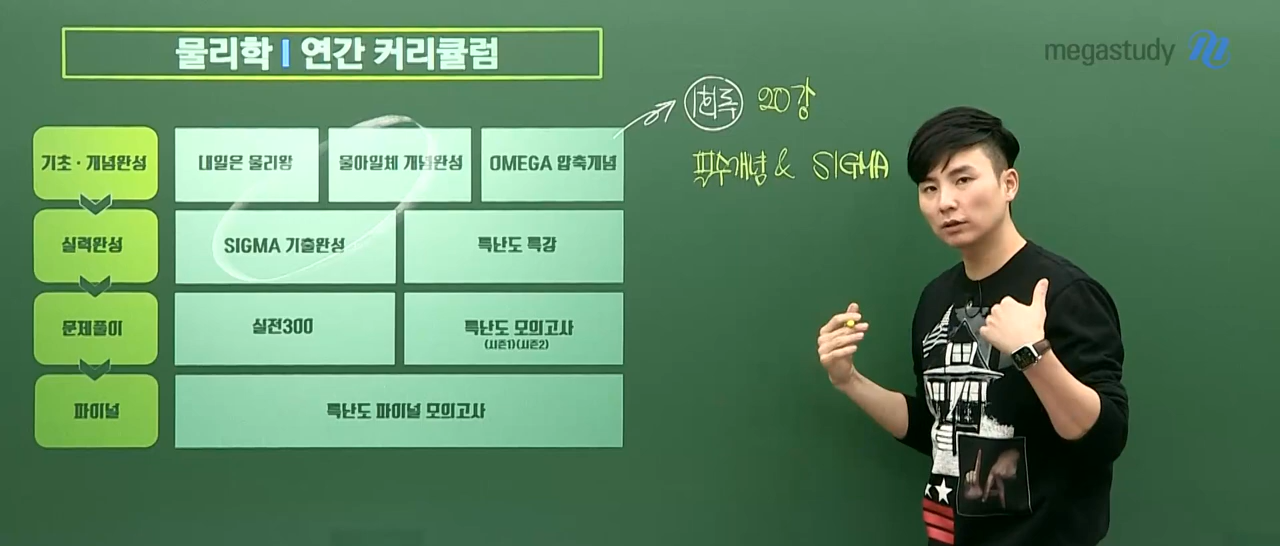 물리학 I 연간 커리큘럼
megastudy
1회독 20강
필수개념 & SIGMA
기초·개념완성
내일은 물리왕
물아일체 개념완성
OMEGA 압축개념
실력완성
SIGMA 기출완성
특난도 특강
문제풀이
실전300
특난도 모의고사
(시즌1)(시즌2)
파이널
특난도 파이널 모의고사